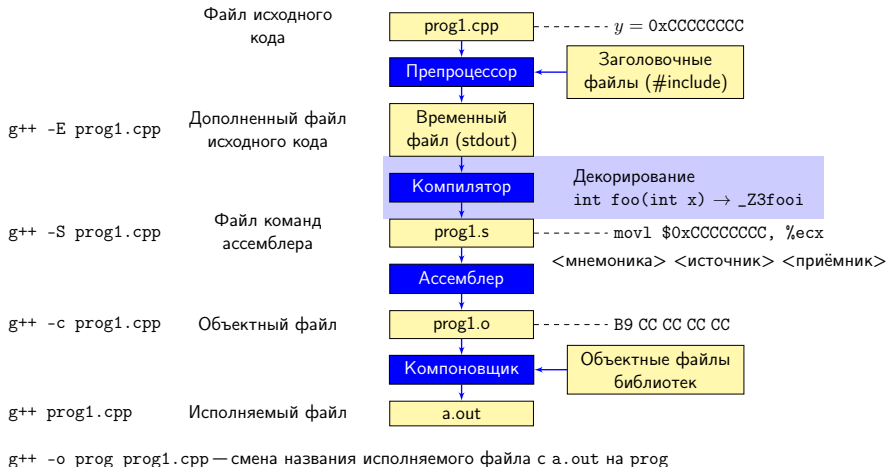 Файл исходного
кода
prog1.cpp
y = 0xCCCCCCCC
Препроцессор
Заголовочные
файлы (#include)
g++ -E prog1.cpp
Дополненный файл
исходного кода
Временный
файл (stdout)
Компилятор
Декорирование
int foo(int x) → _Z3fooi
g++ -S prog1.cpp
Файл команд
ассемблера
prog1.s
movl $0xCCCCCCCC, %ecx
<мнемоника> <источник> <приёмник>
Ассемблер
g++ -c prog1.cpp
Объектный файл
prog1.o
B9 CC CC CC CC
Компоновщик
Объектные файлы
библиотек
g++ prog1.cpp
Исполняемый файл
a.out
g++ -o prog prog1.cpp — смена названия исполняемого файла с a.out на prog